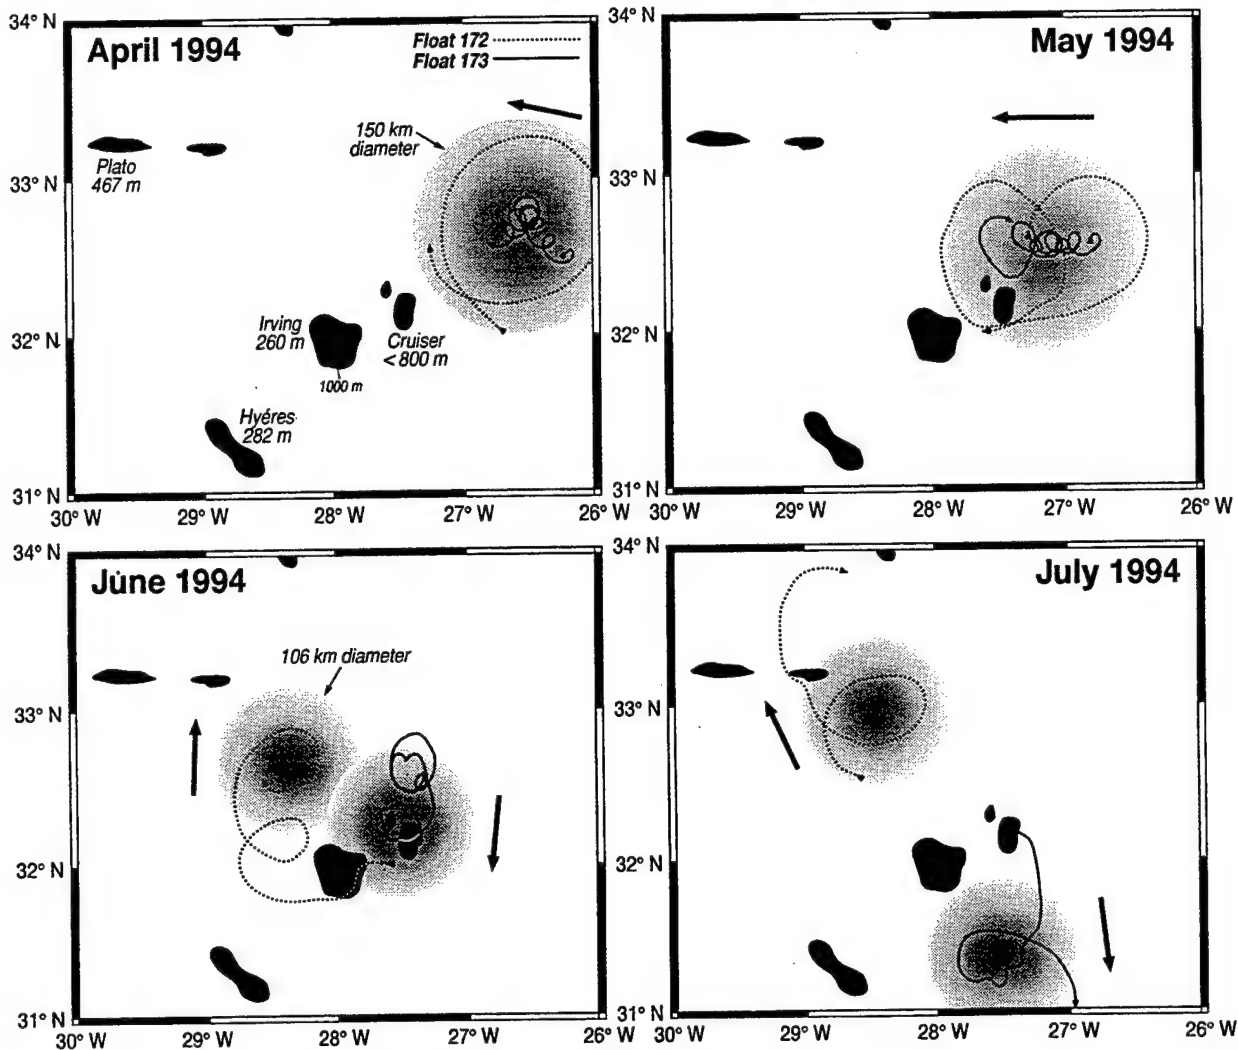 April 1994
Float 172
Float 173
150 km
diameter
Plato
467 m
Irving
260 m
Cruiser
< 800 m
1000 m
Hyéres
282 m
34° N
33° N
32° N
31° N
30° W
29° W
28° W
27° W
26° W
May 1994
34° N
33° N
32° N
31° N
30° W
29° W
28° W
27° W
26° W
June 1994
106 km diameter
34° N
33° N
32° N
31° N
30° W
29° W
28° W
27° W
26° W
July 1994
34° N
33° N
32° N
31° N
30° W
29° W
28° W
27° W
26° W